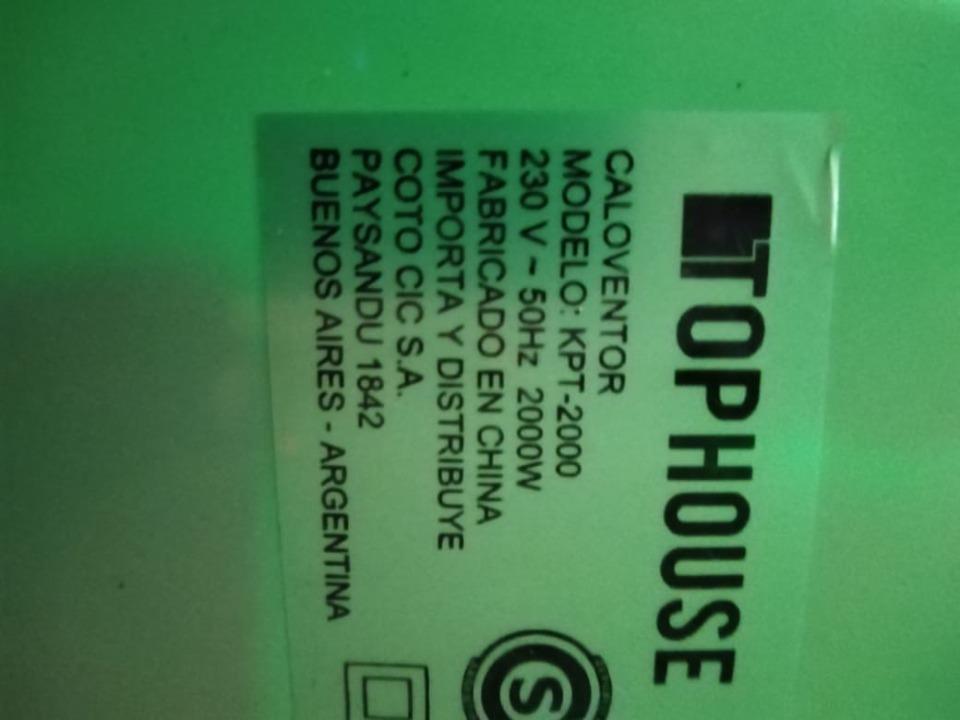 TOPHOUSE
CALOVENTOR
MODELO: KPT-2000
230 V ~ 50Hz 2000W
FABRICADO EN CHINA
IMPORTA Y DISTRIBUYE
COTO CIC S.A.
PAYSANDU 1842
BUENOS AIRES - ARGENTINA
S